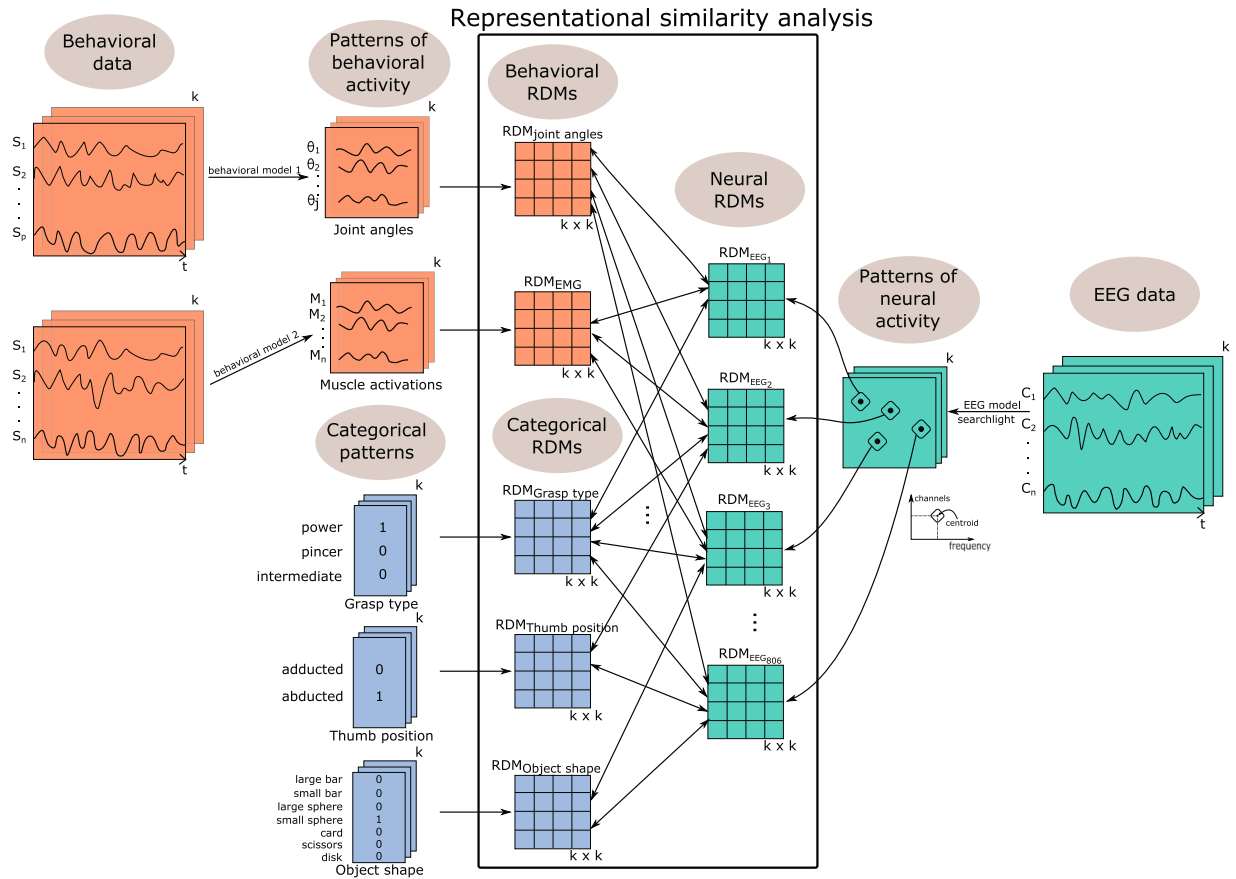 Representational similarity analysis
Behavioral
data
k
S1
S2
.
.
.
Sp
t
behavioral model 1
k
S1
S2
.
.
.
Sn
t
behavioral model 2
Patterns of
behavioral
activity
k
θ1
θ2
.
.
θj
Joint angles
k
M1
M2
.
.
Mn
Muscle activations
Categorical
patterns
k
power 1
pincer 0
intermediate 0
Grasp type
k
adducted 0
abducted 1
Thumb position
k
large bar 0
small bar 0
large sphere 0
small sphere 1
card 0
scissors 0
disk 0
Object shape
Behavioral
RDMs
RDMjoint angles
k x k
RDMEMG
k x k
Categorical
RDMs
RDMGrasp type
k x k
RDMThumb position
k x k
RDMObject shape
k x k
...
Neural
RDMs
RDMEEG1
k x k
RDMEEG2
k x k
RDMEEG3
k x k
...
RDMEEG806
k x k
Patterns of
neural
activity
k
channels
centroid
frequency
EEG model
searchlight
EEG data
k
C1
C2
.
.
.
Cn
t